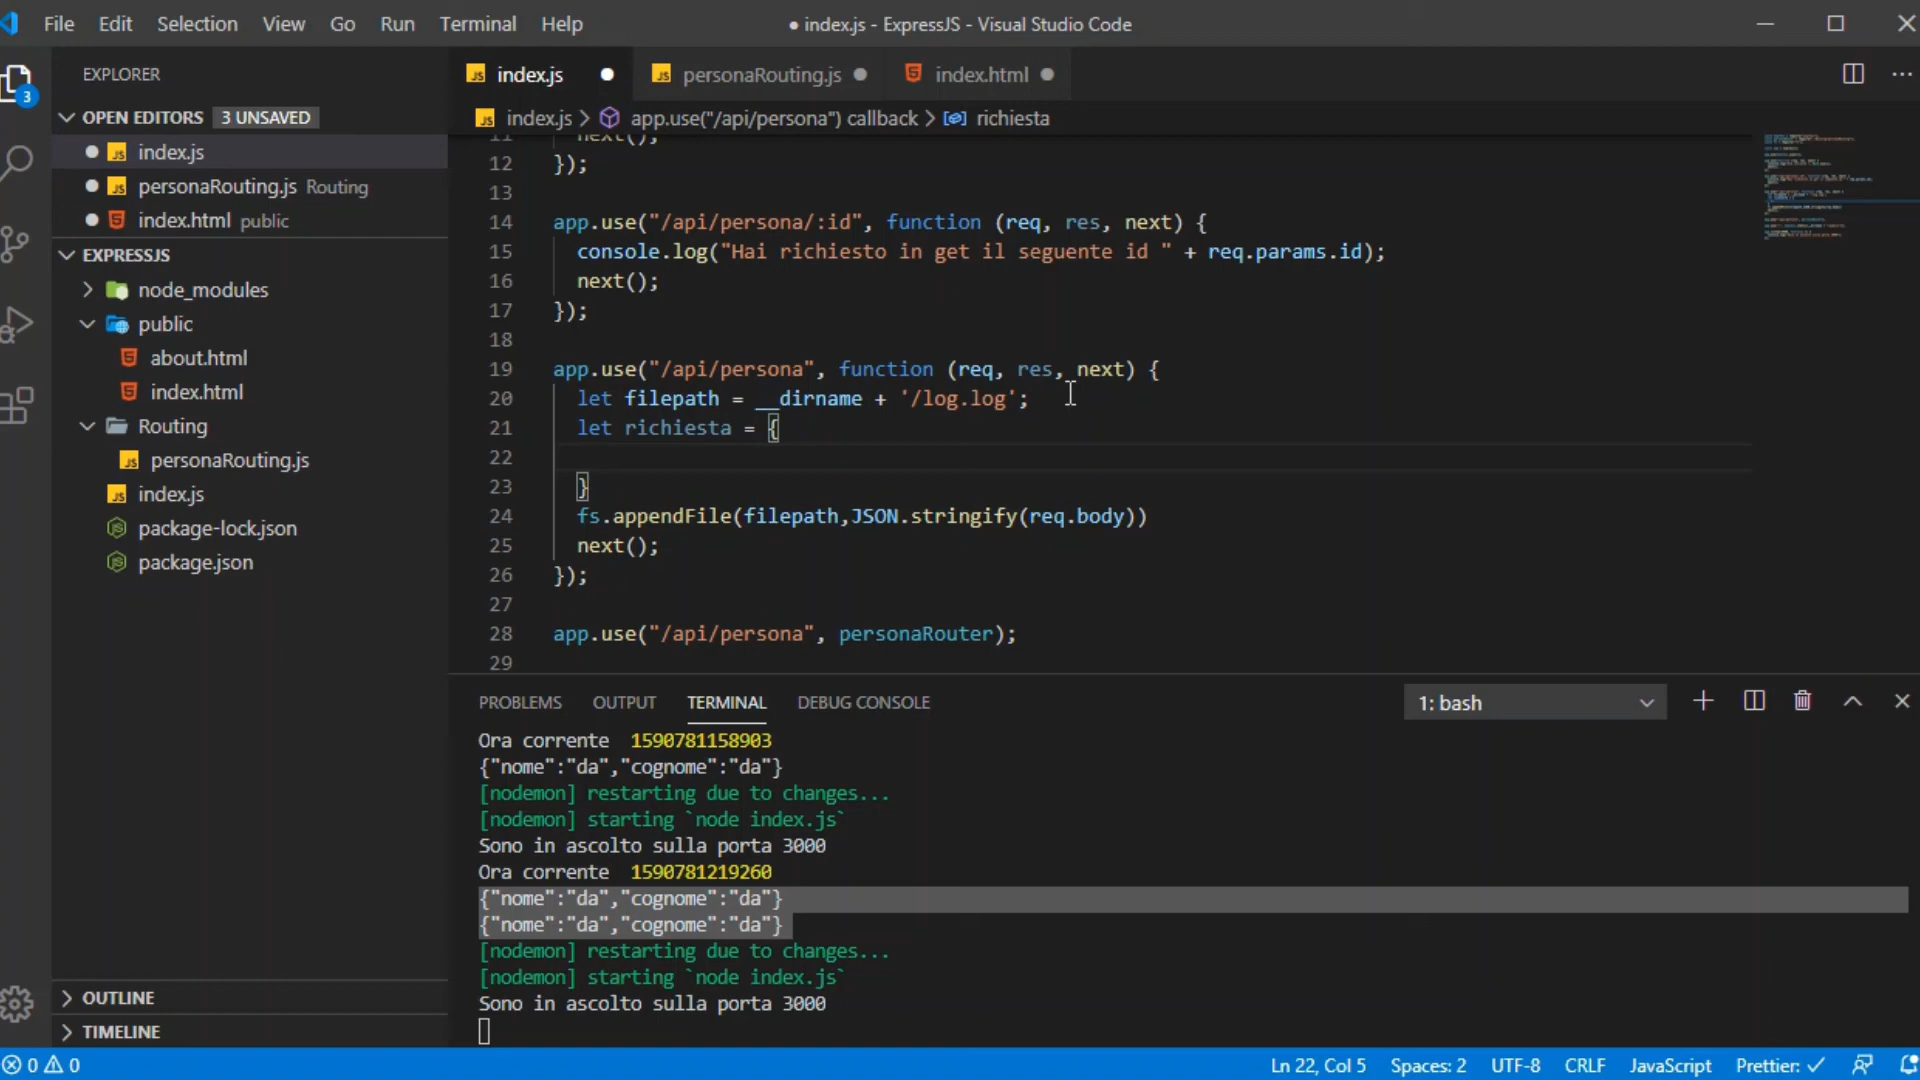 File Edit Selection View Go Run Terminal Help
● index.js - ExpressJS - Visual Studio Code
EXPLORER
OPEN EDITORS 3 UNSAVED
index.js
personaRouting.js Routing
index.html public
EXPRESSJS
node_modules
public
about.html
index.html
Routing
personaRouting.js
index.js
package-lock.json
package.json
OUTLINE
TIMELINE
3
index.js
personaRouting.js
index.html
index.js > app.use("/api/persona") callback > richiesta
11 next();
12 });
13
14 app.use("/api/persona/:id", function (req, res, next) {
15 console.log("Hai richiesto in get il seguente id " + req.params.id);
16 next();
17 });
18
19 app.use("/api/persona", function (req, res, next) {
20 let filepath = __dirname + '/log.log';
21 let richiesta = {
22
23 }
24 fs.appendFile(filepath,JSON.stringify(req.body))
25 next();
26 });
27
28 app.use("/api/persona", personaRouter);
29
PROBLEMS OUTPUT TERMINAL DEBUG CONSOLE
1: bash
Ora corrente 1590781158903
{"nome":"da","cognome":"da"}
[nodemon] restarting due to changes...
[nodemon] starting `node index.js`
Sono in ascolto sulla porta 3000
Ora corrente 1590781219260
{"nome":"da","cognome":"da"}
{"nome":"da","cognome":"da"}
[nodemon] restarting due to changes...
[nodemon] starting `node index.js`
Sono in ascolto sulla porta 3000
0 0
Ln 22, Col 5 Spaces: 2 UTF-8 CRLF JavaScript Prettier: ✓